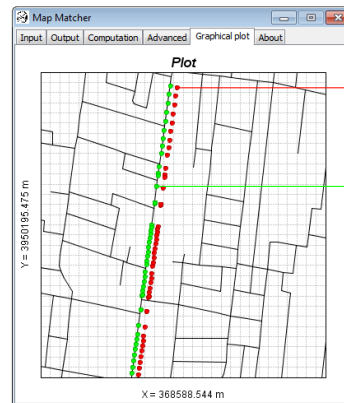 Map Matcher
Input Output Computation Advanced Graphical plot About
Plot
Y = 3950195.475 m
X = 368588.544 m